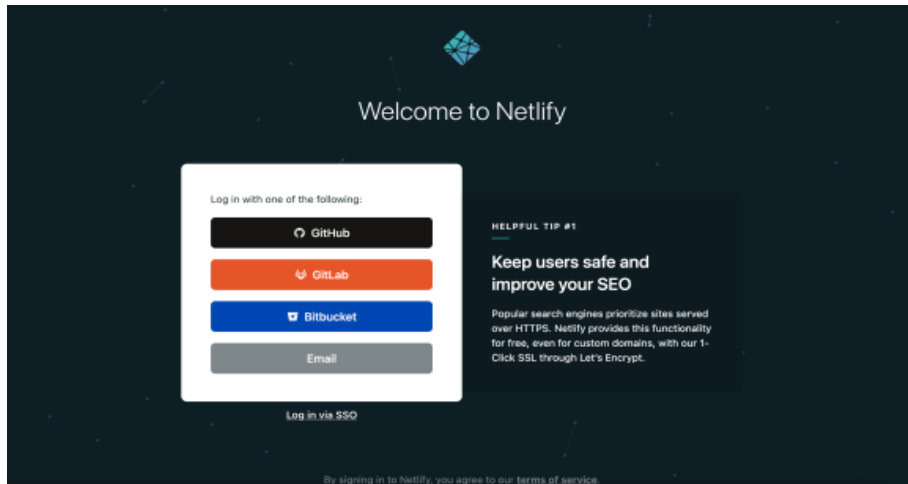 Welcome to Netlify
Log in with one of the following:
GitHub
GitLab
Bitbucket
Email
Log in via SSO
HELPFUL TIP #1
Keep users safe and
improve your SEO
Popular search engines prioritize sites served
over HTTPS. Netlify provides this functionality
for free, even for custom domains, with our 1-
Click SSL through Let's Encrypt.
By signing in to Netlify, you agree to our terms of service.